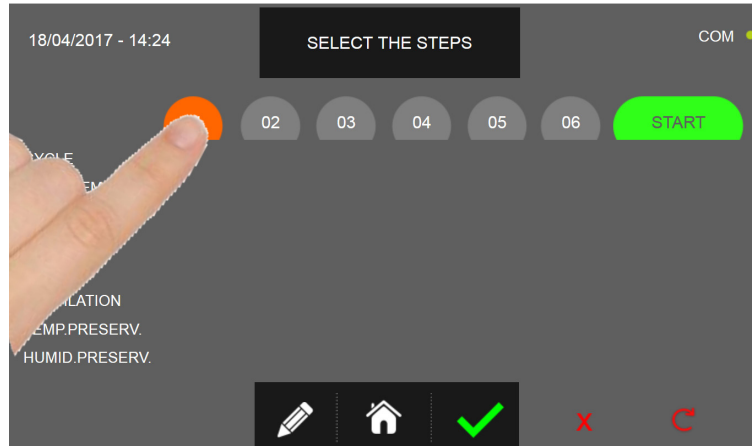 18/04/2017 - 14:24
SELECT THE STEPS
COM
02
03
04
05
06
START
HUMID.PRESERV.